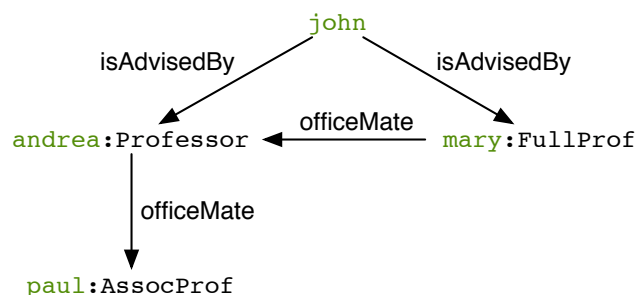 john
isAdvisedBy
isAdvisedBy
officeMate
andrea:Professor
mary:FullProf
officeMate
paul:AssocProf